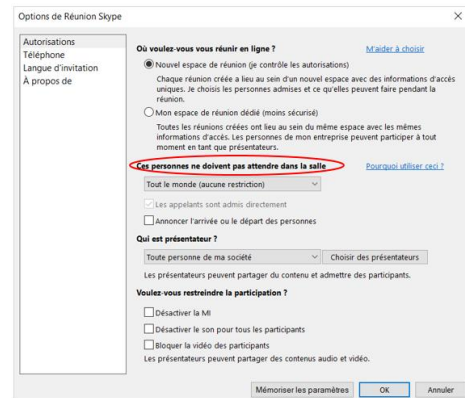 Options de Réunion Skype
Autorisations
Téléphone
Langue d'invitation
À propos de
Où voulez-vous vous réunir en ligne ?
M'aider à choisir
Nouvel espace de réunion (je contrôle les autorisations)
Chaque réunion créée a lieu au sein d'un nouvel espace avec des informations d'accès
uniques. Je choisis les personnes admises et ce qu'elles peuvent faire pendant la
réunion.
Mon espace de réunion dédié (moins sécurisé)
Toutes les réunions créées ont lieu au sein du même espace avec les mêmes
informations d'accès. Les personnes de mon entreprise peuvent participer à tout
moment en tant que présentateurs.
Ces personnes ne doivent pas attendre dans la salle
Pourquoi utiliser ceci ?
Tout le monde (aucune restriction)
Les appelants sont admis directement
Annoncer l'arrivée ou le départ des personnes
Qui est présentateur ?
Toute personne de ma société
Choisir des présentateurs
Les présentateurs peuvent partager du contenu et admettre des participants.
Voulez-vous restreindre la participation ?
Désactiver la MI
Désactiver le son pour tous les participants
Bloquer la vidéo des participants
Les présentateurs peuvent partager des contenus audio et vidéo.
Mémoriser les paramètres
OK
Annuler